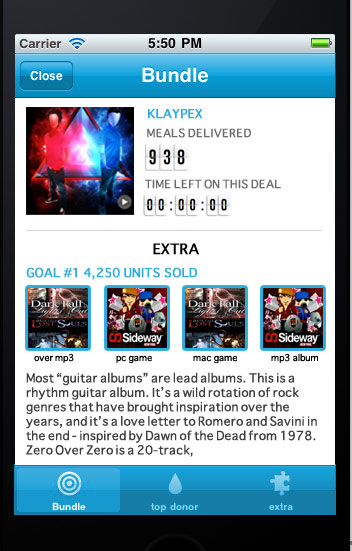 Carrier 5:50 PM
Close Bundle
KLAYPEX
MEALS DELIVERED
938
TIME LEFT ON THIS DEAL
00:00:00
EXTRA
GOAL #1 4,250 UNITS SOLD
Dark Fall Lost Souls Sideway Dark Fall Lost Souls Sideway
over mp3 pc game mac game mp3 album
Most “guitar albums” are lead albums. This is a
rhythm guitar album. It’s a wild rotation of rock
genres that have brought inspiration over the
years, and it’s a love letter to Romero and Savini in
the end - inspired by Dawn of the Dead from 1978.
Zero Over Zero is a 20-track,
Bundle top donor extra